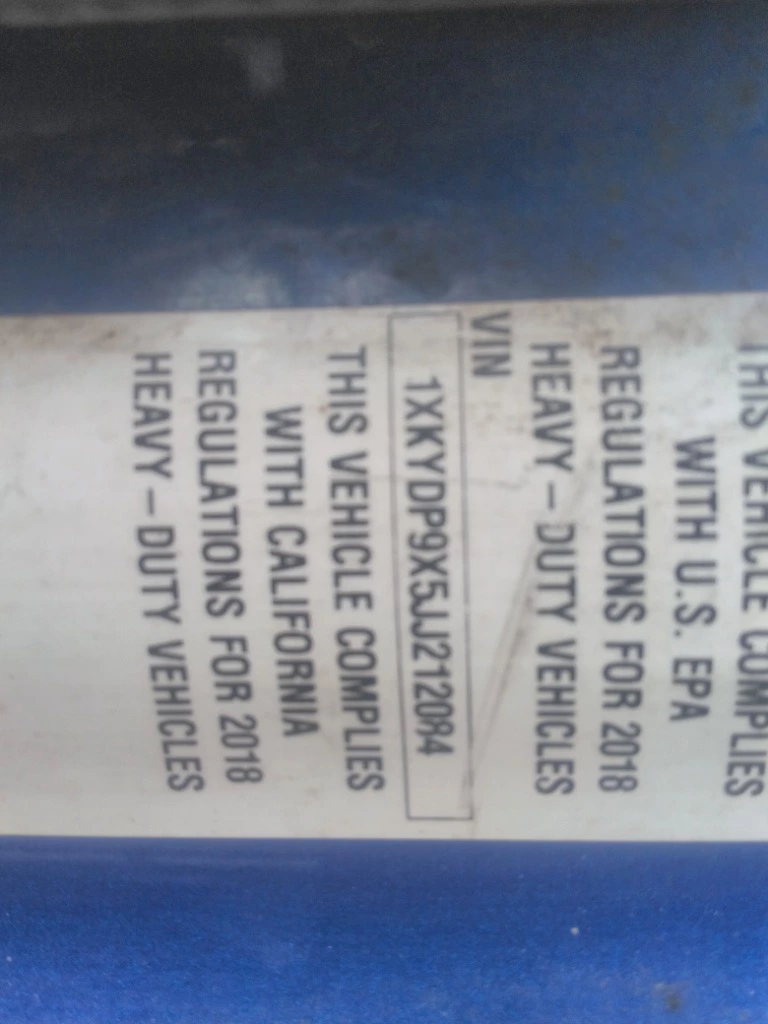 THIS VEHICLE COMPLIES
WITH U.S. EPA
REGULATIONS FOR 2018
HEAVY-DUTY VEHICLES
VIN
1XKYDP9X5JJ212084
THIS VEHICLE COMPLIES
WITH CALIFORNIA
REGULATIONS FOR 2018
HEAVY-DUTY VEHICLES